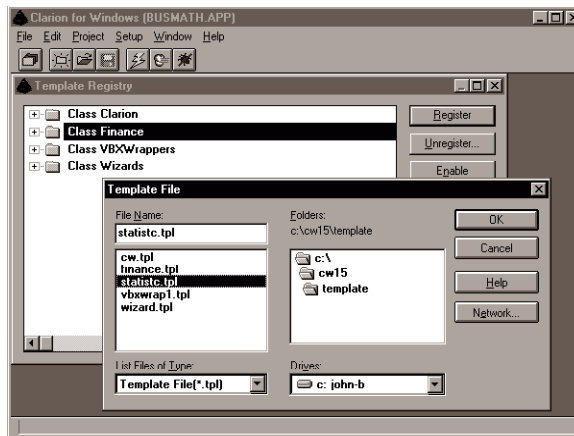 Clarion for Windows (BUSMATH.APP)
File Edit Project Setup Window Help
Template Registry
Class Clarion
Class Finance
Class VBXWrappers
Class Wizards
Register
Unregister...
Enable
Template File
File Name:
statistc.tpl
cw.tpl
finance.tpl
statistc.tpl
vbxwrap1.tpl
wizard.tpl
List Files of Type:
Template File(*.tpl)
Folders:
c:\cw15\template
c:\
cw15
template
Drives:
c: john-b
OK
Cancel
Help
Network...